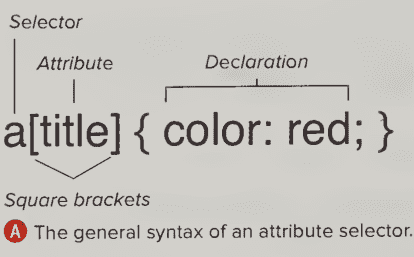 Selector
Attribute Declaration
a[title] { color: red; }
Square brackets
A The general syntax of an attribute selector.